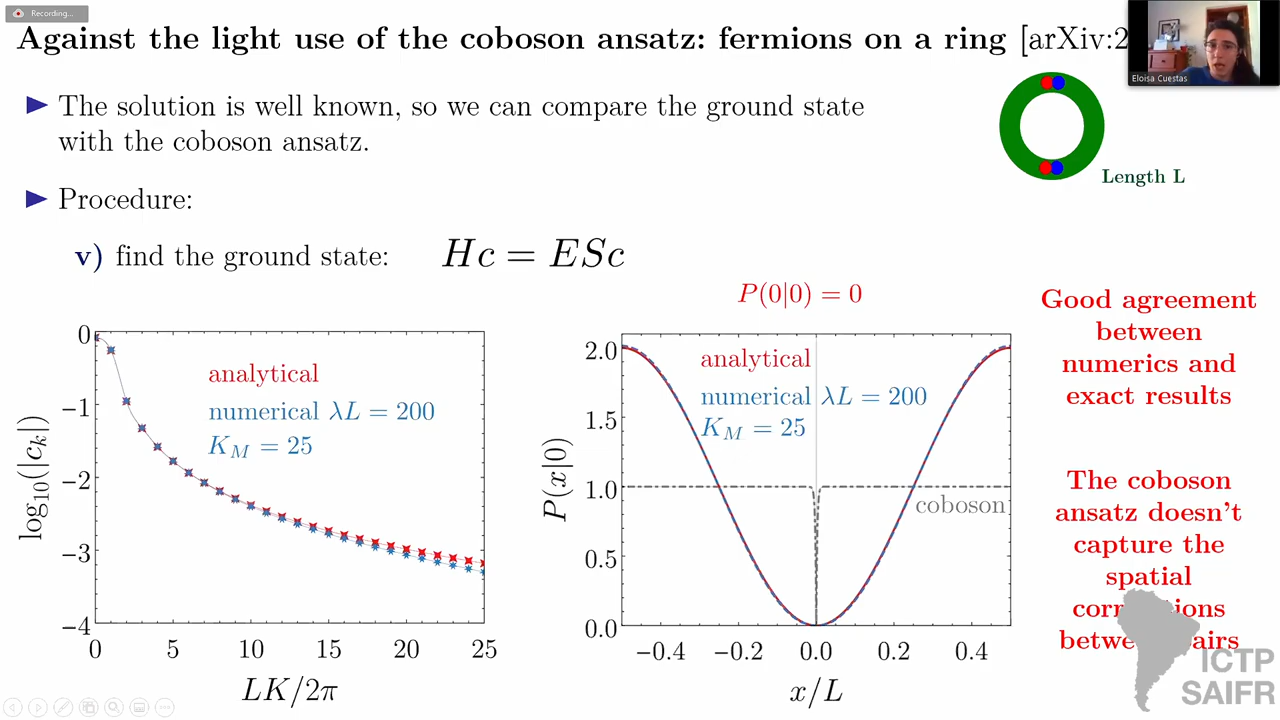 Recording...
Against the light use of the coboson ansatz: fermions on a ring [arXiv:2
Eloisa Cuestas
The solution is well known, so we can compare the ground state
with the coboson ansatz.
Length L
Procedure:
v) find the ground state: Hc = ESc
P(0|0) = 0
Good agreement
between
numerics and
exact results
The coboson
ansatz doesn't
capture the
spatial
between
0
−1
−2
−3
−4
log₁₀(|c_k|)
analytical
numerical λL = 200
K_M = 25
0 5 10 15 20 25
LK/2π
2.0
1.5
1.0
0.5
0.0
P(x|0)
analytical
numerical λL = 200
K_M = 25
coboson
−0.4 −0.2 0.0 0.2 0.4
x/L
ICTP
SAIFR